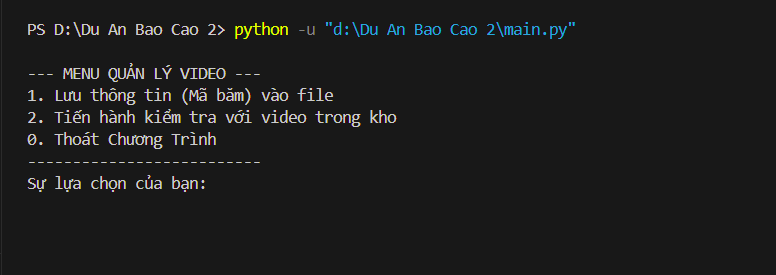 PS D:\Du An Bao Cao 2> python -u "d:\Du An Bao Cao 2\main.py"
--- MENU QUẢN LÝ VIDEO ---
1. Lưu thông tin (Mã băm) vào file
2. Tiến hành kiểm tra với video trong kho
0. Thoát Chương Trình
--------------------------
Sự lựa chọn của bạn: